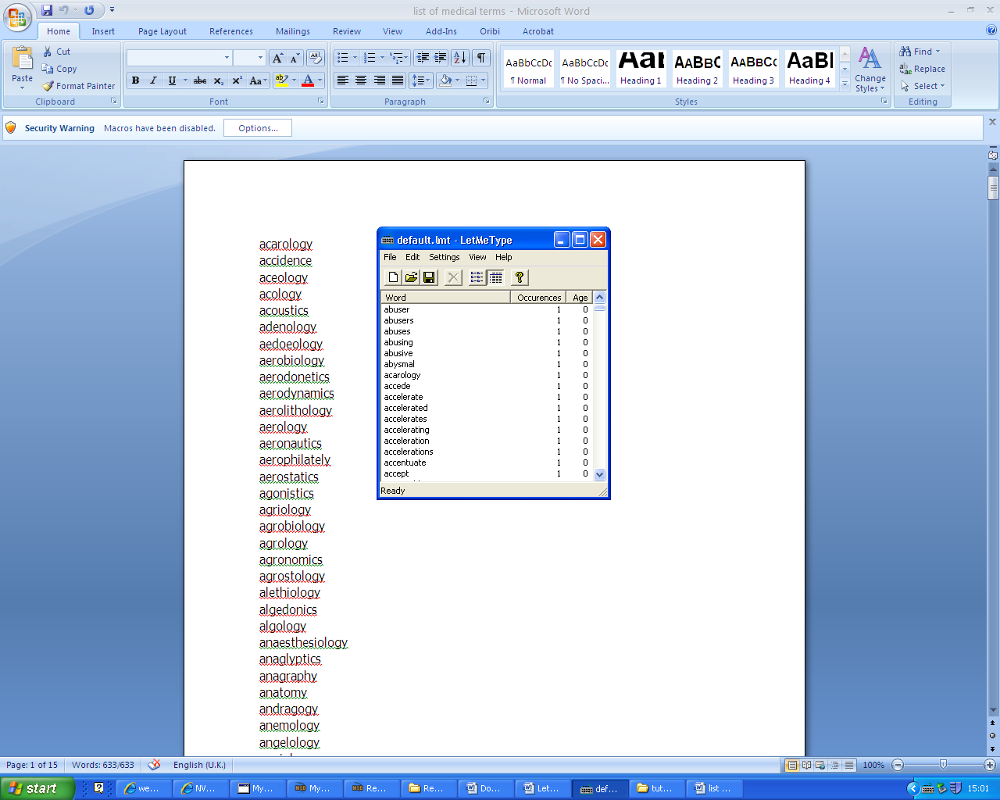 list of medical terms - Microsoft Word
Home Insert Page Layout References Mailings Review View Add-Ins Oribi Acrobat
Paste
Cut
Copy
Format Painter
Clipboard
B I U abc X₂ X² Aa ab A
Font
Paragraph
AaBbCcDc AaBbCcDc AaB AaBbC AaBbCc AaBl
¶ Normal ¶ No Spaci... Heading 1 Heading 2 Heading 3 Heading 4
Change Styles
Styles
Find
Replace
Select
Editing
Security Warning Macros have been disabled. Options...
acarology
accidence
aceology
acology
acoustics
adenology
aedoeology
aerobiology
aerodonetics
aerodynamics
aerolithology
aerology
aeronautics
aerophilately
aerostatics
agonistics
agriology
agrobiology
agrology
agronomics
agrostology
alethiology
algedonics
algology
anaesthesiology
anaglyptics
anagraphy
anatomy
andragogy
anemology
angelology
default.lmt - LetMeType
File Edit Settings View Help
Word Occurences Age
abuser 1 0
abusers 1 0
abuses 1 0
abusing 1 0
abusive 1 0
abysmal 1 0
acarology 1 0
accede 1 0
accelerate 1 0
accelerated 1 0
accelerates 1 0
accelerating 1 0
acceleration 1 0
accelerations 1 0
accentuate 1 0
accept 1 0
Ready
Page: 1 of 15 Words: 633/633 English (U.K.) 100%
start we... NV... My... My... Re... Re... Do... Let... def... tut... list ... 15:01